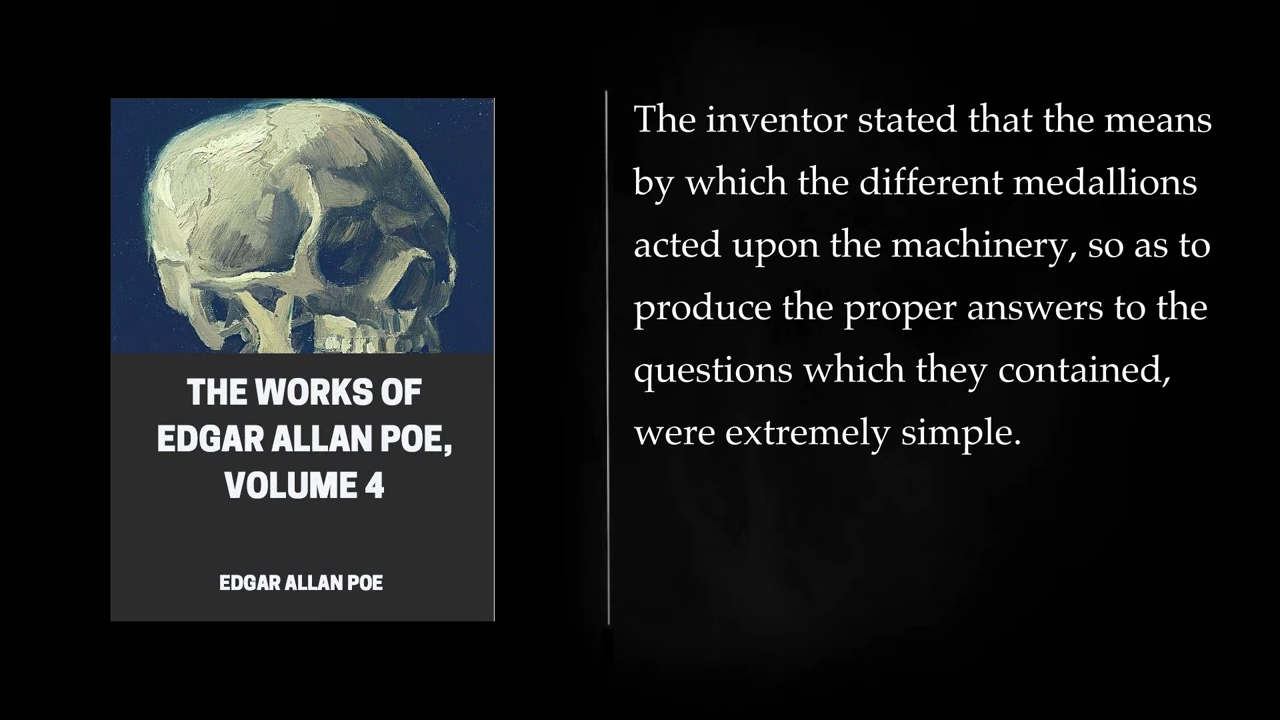 THE WORKS OF
EDGAR ALLAN POE,
VOLUME 4
EDGAR ALLAN POE
The inventor stated that the means
by which the different medallions
acted upon the machinery, so as to
produce the proper answers to the
questions which they contained,
were extremely simple.